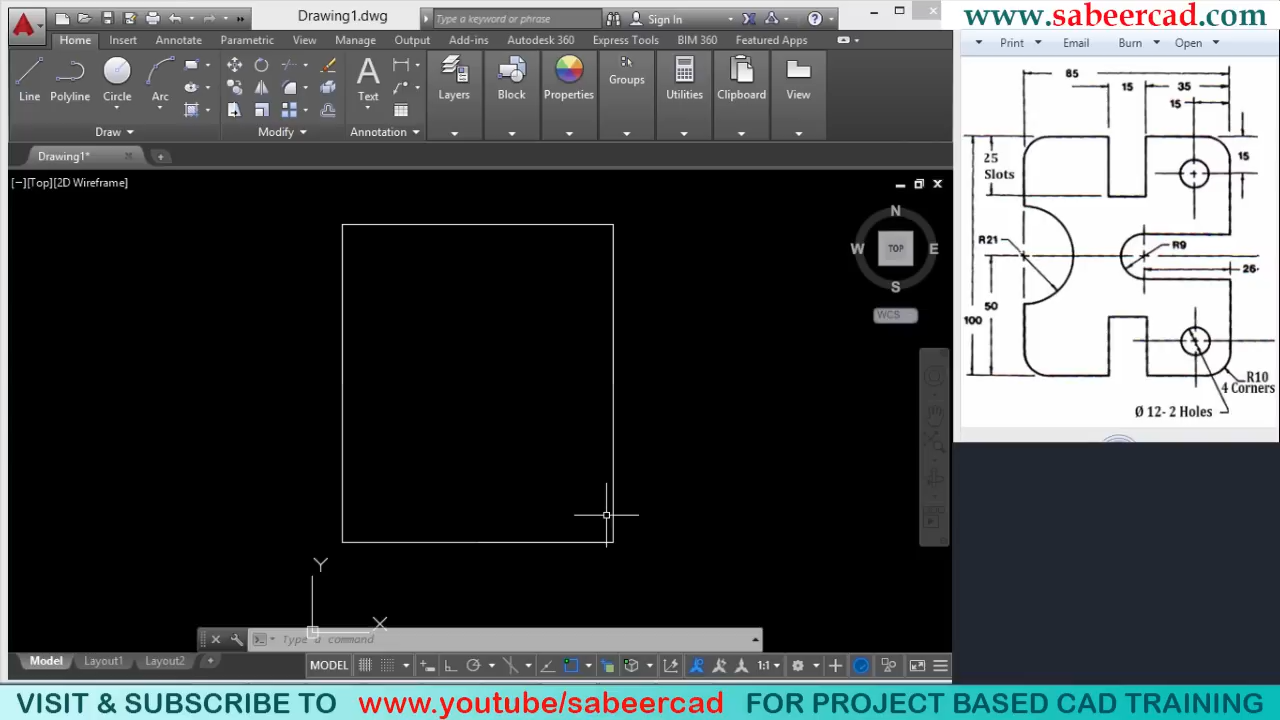 Drawing1.dwg
Type a keyword or phrase
Sign In
www.sabeercad.com
Home Insert Annotate Parametric View Manage Output Add-ins Autodesk 360 Express Tools BIM 360 Featured Apps
Print Email Burn Open
Line Polyline Circle Arc Text Layers Block Properties Groups Utilities Clipboard View
Draw Modify Annotation
Drawing1*
[−][Top][2D Wireframe]
N
W TOP E
S
WCS
85
15 35
15
25
Slots
15
R21
R9
26
50
100
R10
4 Corners
Ø 12- 2 Holes
Y
X
Type a command
Model Layout1 Layout2 +
MODEL
1:1
VISIT & SUBSCRIBE TO www.youtube/sabeercad FOR PROJECT BASED CAD TRAINING